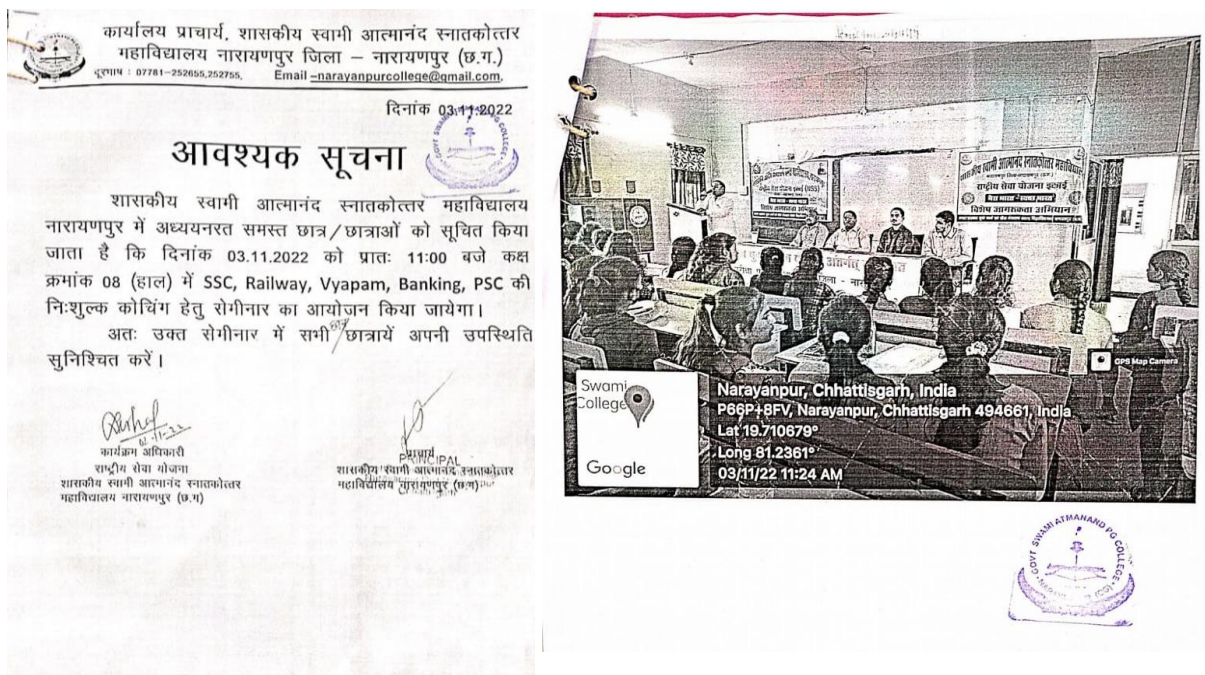 कार्यालय प्राचार्य, शासकीय स्वामी आत्मानंद स्नातकोत्तर
महाविद्यालय नारायणपुर जिला – नारायणपुर (छ.ग.)
दूरभाष : 07781-252655,252755, Email –narayanpurcollege@gmail.com,
दिनांक 03.11.2022
आवश्यक सूचना
शासकीय स्वामी आत्मानंद स्नातकोत्तर महाविद्यालय
नारायणपुर में अध्ययनरत समस्त छात्र/छात्राओं को सूचित किया
जाता है कि दिनांक 03.11.2022 को प्रातः 11:00 बजे कक्ष
क्रमांक 08 (हाल) में SSC, Railway, Vyapam, Banking, PSC की
निःशुल्क कोचिंग हेतु सेमीनार का आयोजन किया जायेगा।
अतः उक्त सेमीनार में सभी छात्र/छात्रायें अपनी उपस्थिति
सुनिश्चित करें।
कार्यक्रम अधिकारी
राष्ट्रीय सेवा योजना
शासकीय स्वामी आत्मानंद स्नातकोत्तर
महाविद्यालय नारायणपुर (छ.ग)
प्राचार्य
PRINCIPAL
शासकीय स्वामी आत्मानंद स्नातकोत्तर
महाविद्यालय नारायणपुर (छ.ग)
शासकीय स्वामी आत्मानंद स्नातकोत्तर महाविद्यालय
राष्ट्रीय सेवा योजना इकाई
मेरा भारत - स्वच्छ भारत
विशेष जागरूकता अभियान
GPS Map Camera
Swami
College
Google
Narayanpur, Chhattisgarh, India
P66P+8FV, Narayanpur, Chhattisgarh 494661, India
Lat 19.710679°
Long 81.2361°
03/11/22 11:24 AM
GOVT SWAMI ATMANAND PG COLLEGE